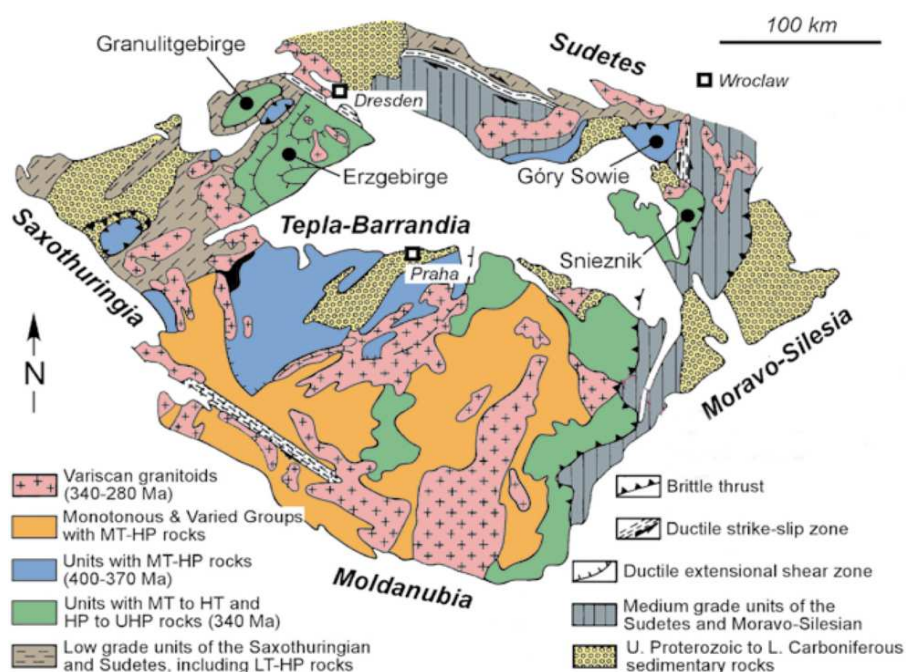 Granulitgebirge
Sudetes
100 km
Wroclaw
Dresden
Góry Sowie
Erzgebirge
Tepla-Barrandia
Snieznik
Praha
Saxothuringia
Moravo-Silesia
N
Moldanubia
Variscan granitoids
(340-280 Ma)
Monotonous & Varied Groups
with MT-HP rocks
Units with MT-HP rocks
(400-370 Ma)
Units with MT to HT and
HP to UHP rocks (340 Ma)
Low grade units of the Saxothuringian
and Sudetes, including LT-HP rocks
Brittle thrust
Ductile strike-slip zone
Ductile extensional shear zone
Medium grade units of the
Sudetes and Moravo-Silesian
U. Proterozoic to L. Carboniferous
sedimentary rocks